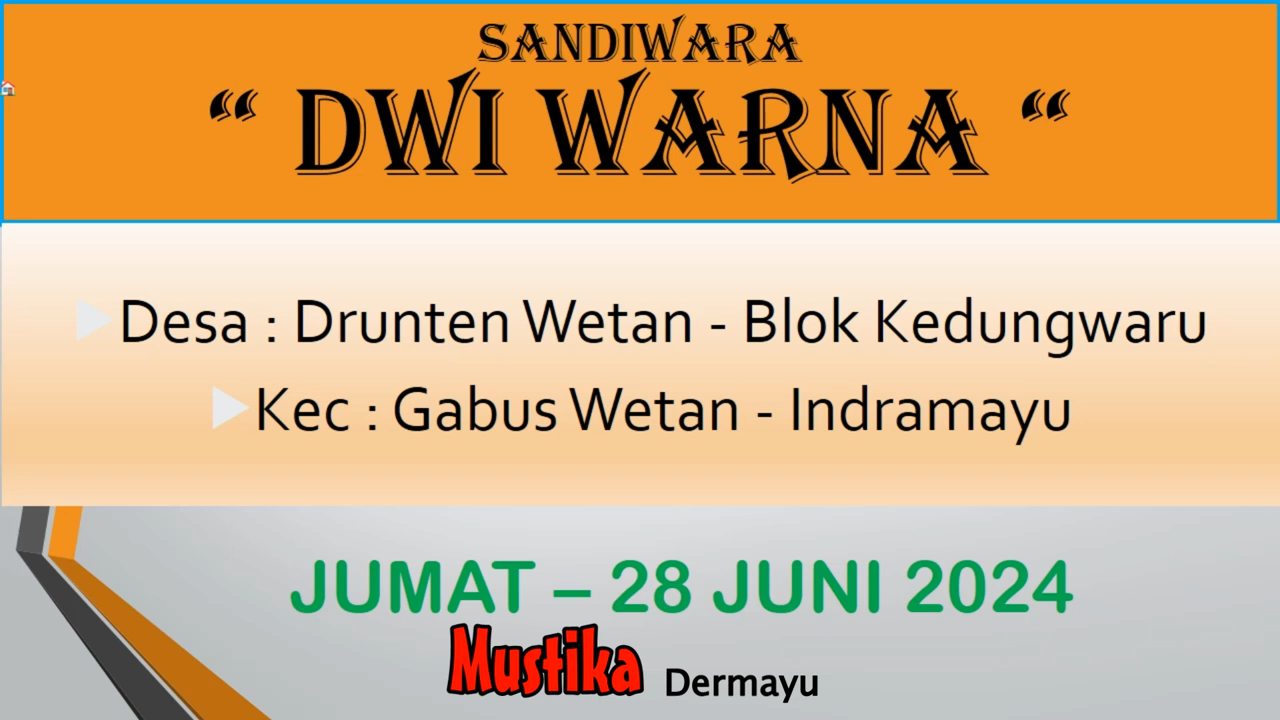 SANDIWARA
“ DWI WARNA “
Desa : Drunten Wetan - Blok Kedungwaru
Kec : Gabus Wetan - Indramayu
JUMAT – 28 JUNI 2024
Mustika Dermayu